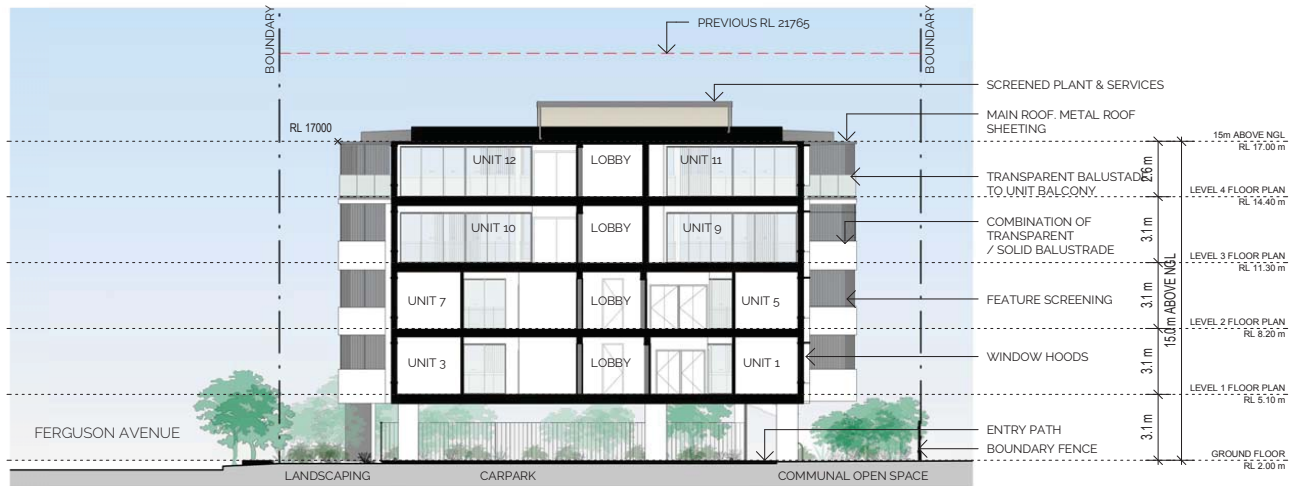 BOUNDARY
PREVIOUS RL 21765
BOUNDARY
SCREENED PLANT & SERVICES
MAIN ROOF. METAL ROOF
SHEETING
RL 17000
15m ABOVE NGL
RL 17.00 m
UNIT 12
LOBBY
UNIT 11
TRANSPARENT BALUSTADE
TO UNIT BALCONY
2.6 m
LEVEL 4 FLOOR PLAN
RL 14.40 m
UNIT 10
LOBBY
UNIT 9
COMBINATION OF
TRANSPARENT
/ SOLID BALUSTRADE
3.1 m
LEVEL 3 FLOOR PLAN
RL 11.30 m
UNIT 7
LOBBY
UNIT 5
FEATURE SCREENING
3.1 m
15.0 m ABOVE NGL
LEVEL 2 FLOOR PLAN
RL 8.20 m
UNIT 3
LOBBY
UNIT 1
WINDOW HOODS
3.1 m
LEVEL 1 FLOOR PLAN
RL 5.10 m
FERGUSON AVENUE
ENTRY PATH
BOUNDARY FENCE
3.1 m
GROUND FLOOR
RL 2.00 m
LANDSCAPING
CARPARK
COMMUNAL OPEN SPACE